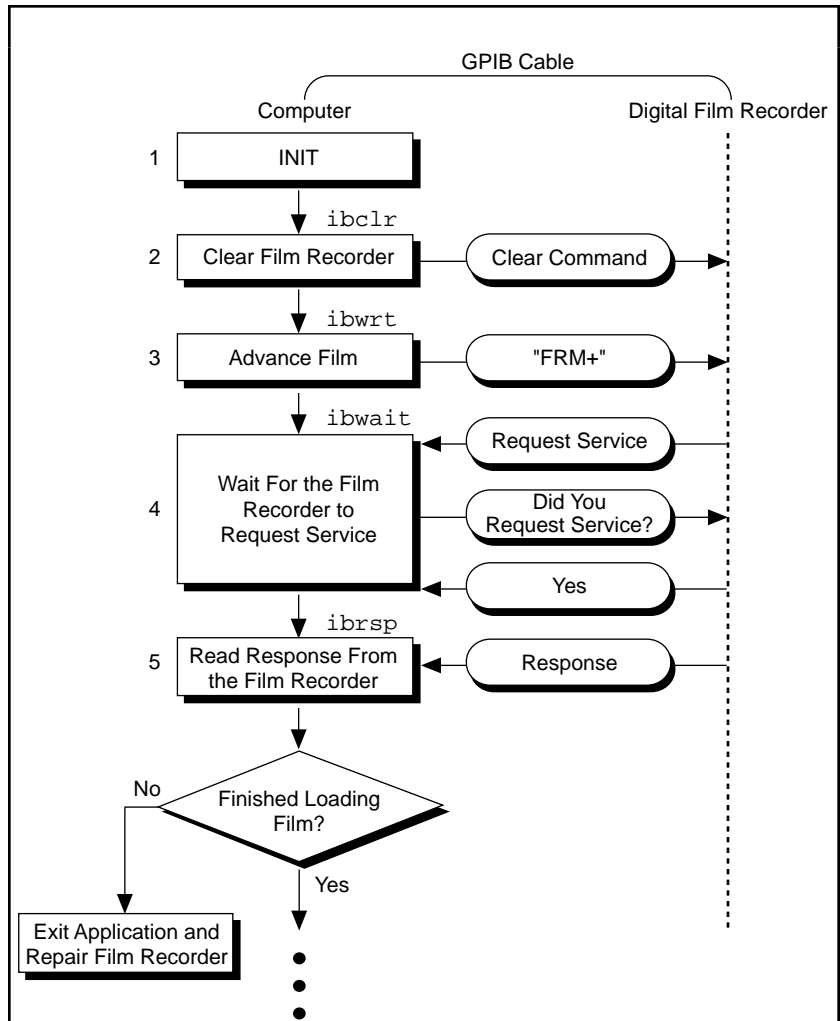 GPIB Cable
Computer
Digital Film Recorder
1
INIT
ibclr
2
Clear Film Recorder
Clear Command
ibwrt
3
Advance Film
"FRM+"
ibwait
Request Service
4
Wait For the Film
Recorder to
Request Service
Did You
Request Service?
Yes
ibrsp
5
Read Response From
the Film Recorder
Response
No
Finished Loading
Film?
Yes
Exit Application and
Repair Film Recorder